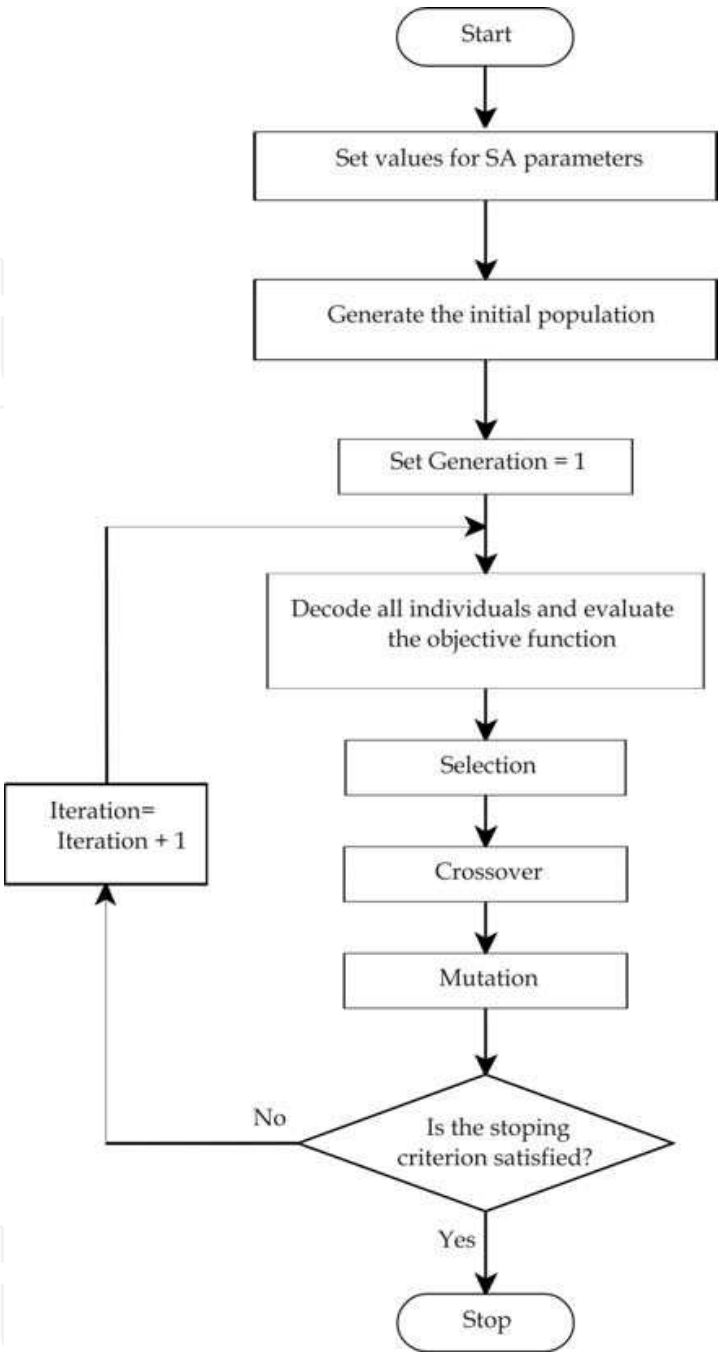 Start
Set values for SA parameters
Generate the initial population
Set Generation = 1
Decode all individuals and evaluate
the objective function
Selection
Iteration=
Iteration + 1
Crossover
Mutation
No
Is the stoping
criterion satisfied?
Yes
Stop